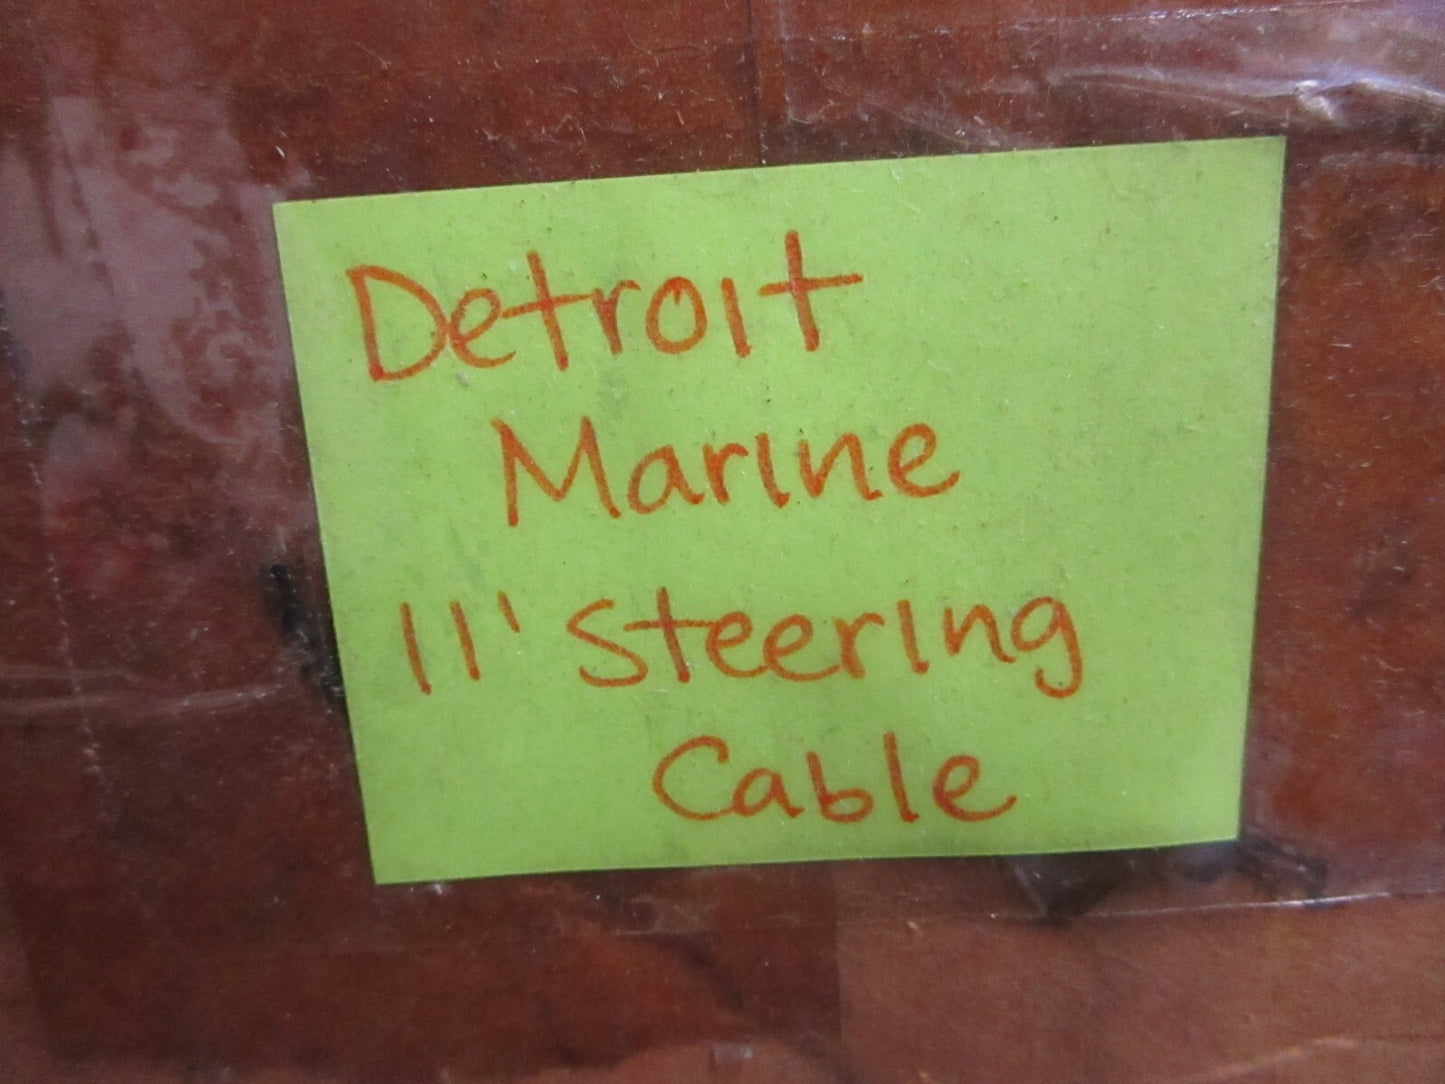 Detroit
Marine
11' Steering
Cable